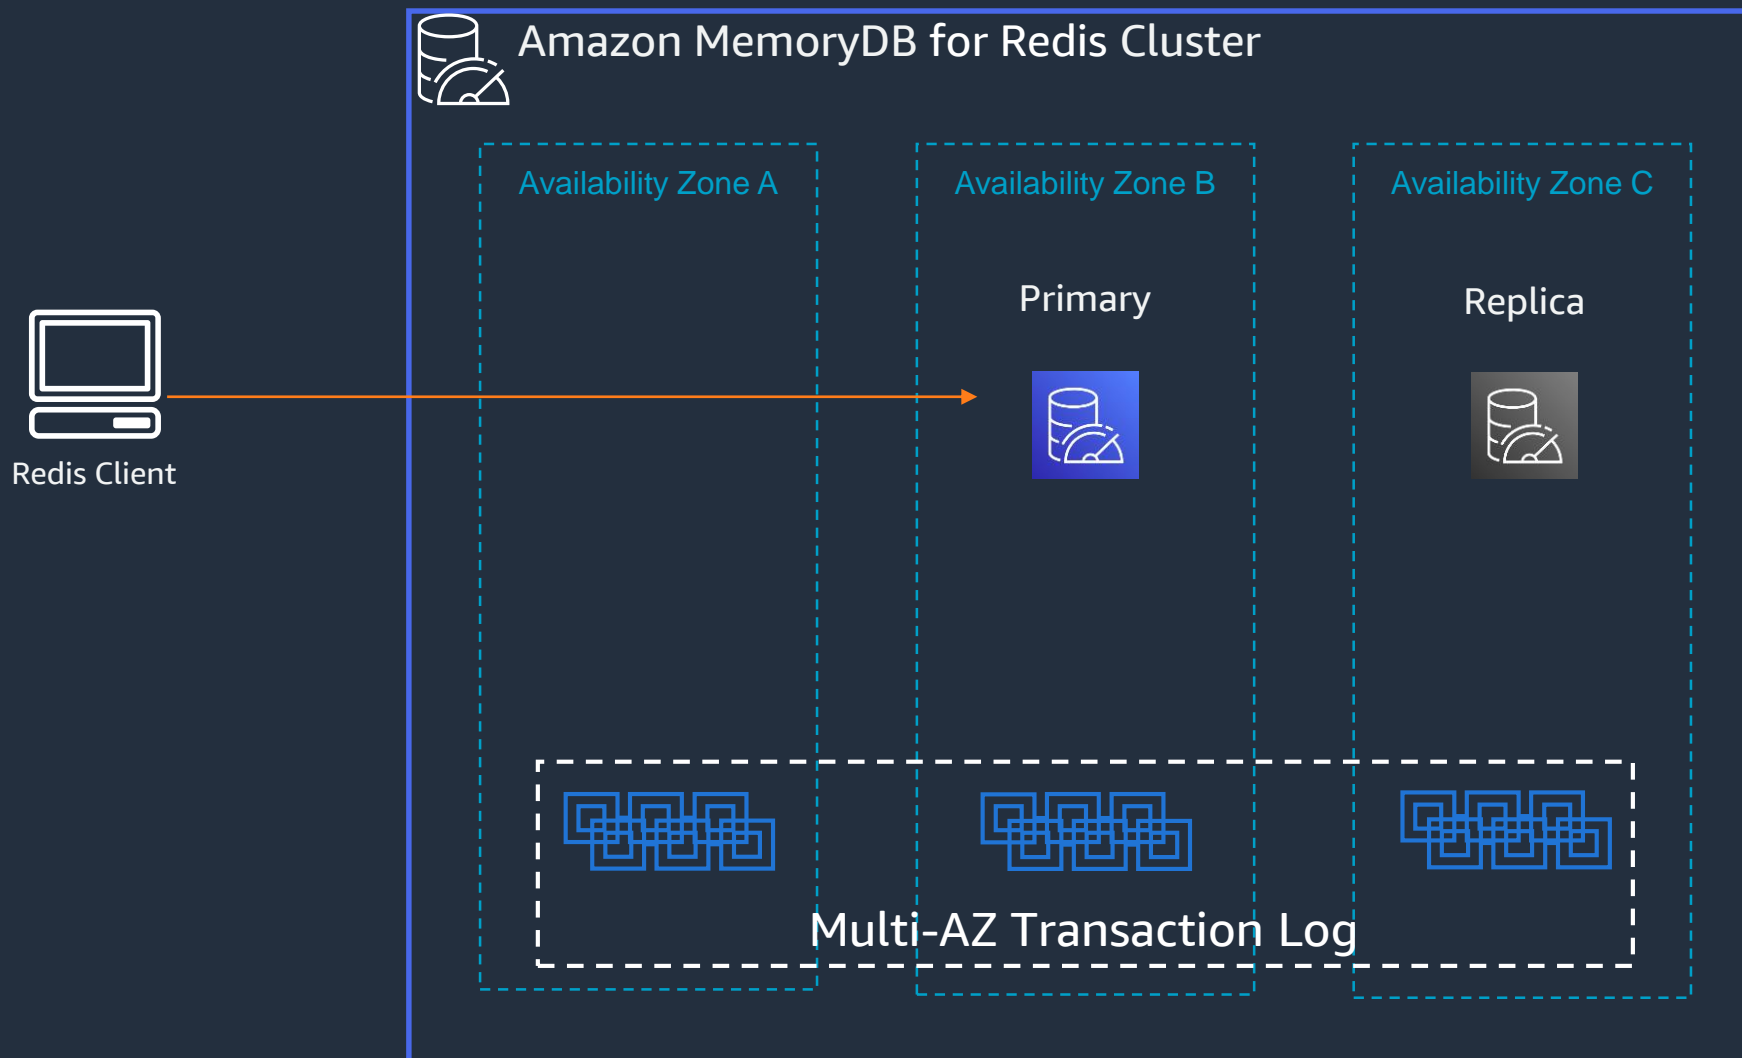 Amazon MemoryDB for Redis Cluster
Availability Zone A
Availability Zone B
Availability Zone C
Primary
Replica
Redis Client
Multi-AZ Transaction Log